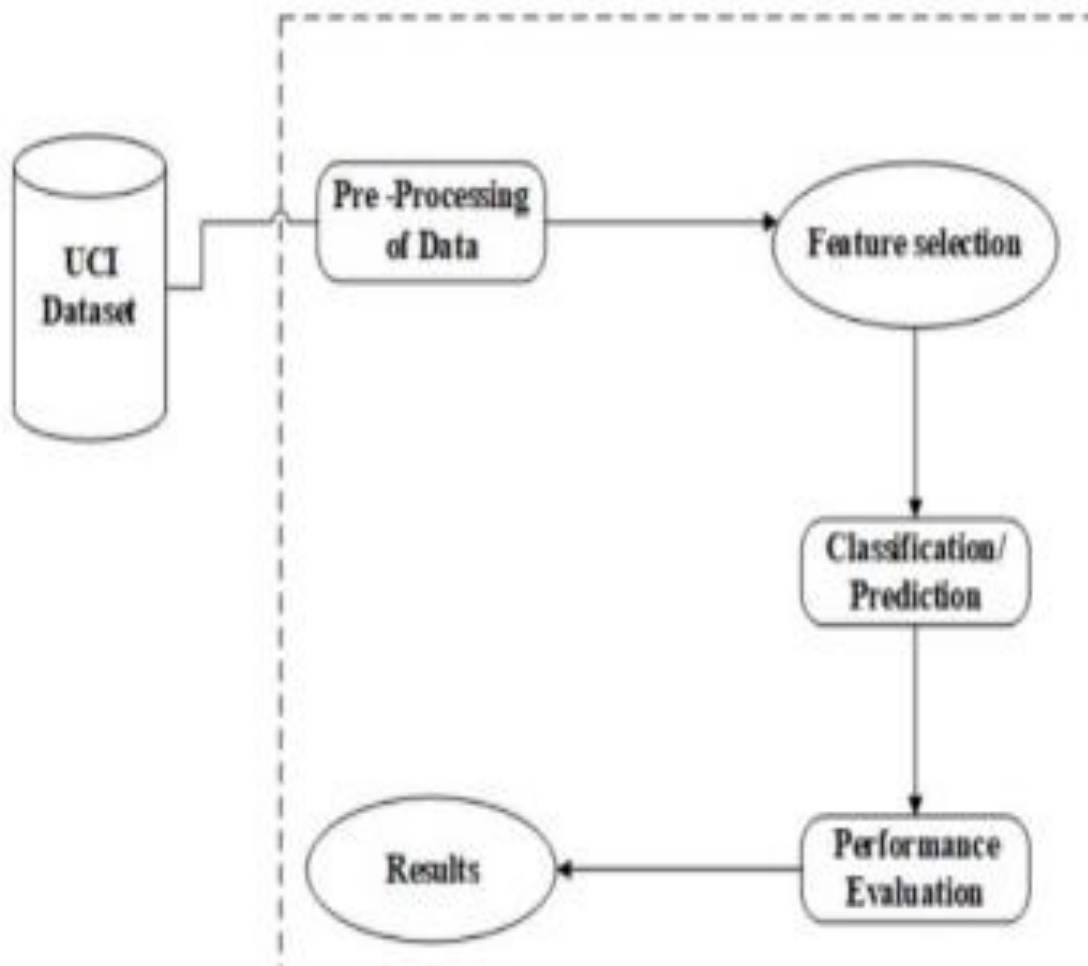 UCI
Dataset
Pre -Processing
of Data
Feature selection
Classification/
Prediction
Performance
Evaluation
Results